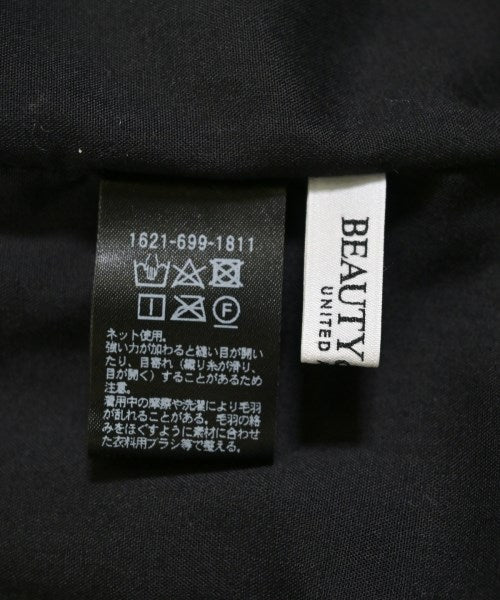 1621-699-1811
F
ネット使用。
強い力が加わると縫い目が開い
たり、目寄れ（織り糸が滑り、
目が開く）することがあるため
注意。
着用中の摩擦や洗濯により毛羽
が乱れることがある。毛羽の絡
みをほぐすように素材に合わせ
た衣料用ブラシ等で整える。
BEAUTY
UNITED